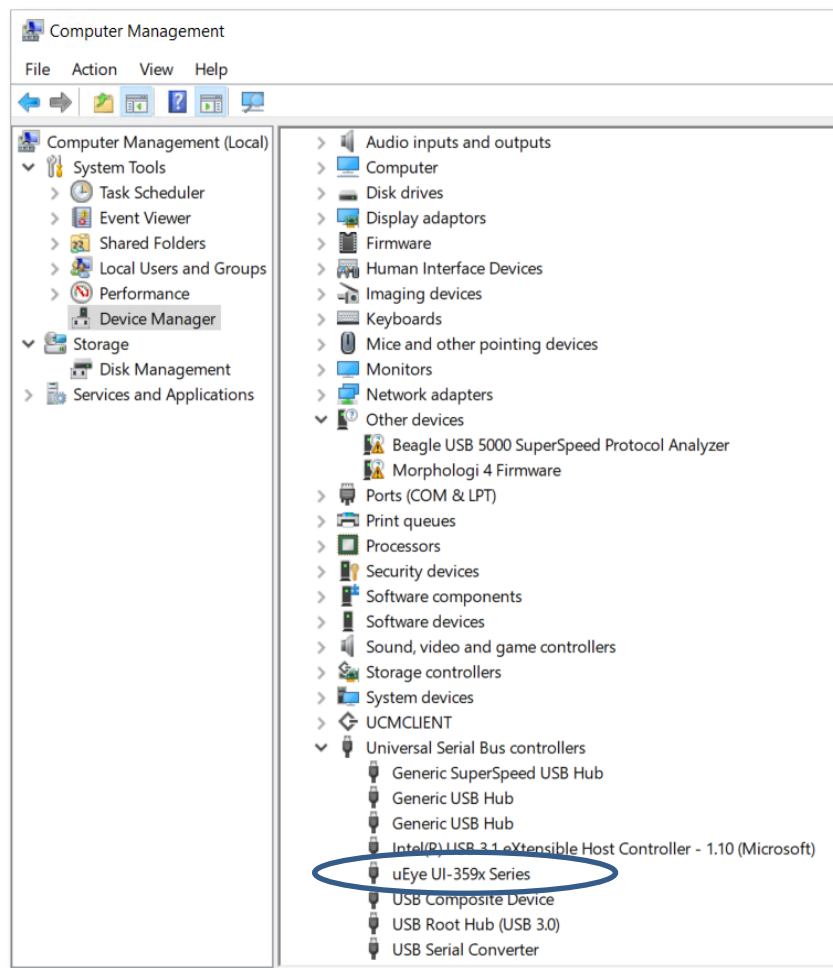 Computer Management
File Action View Help
Computer Management (Local)
System Tools
Task Scheduler
Event Viewer
Shared Folders
Local Users and Groups
Performance
Device Manager
Storage
Disk Management
Services and Applications
Audio inputs and outputs
Computer
Disk drives
Display adaptors
Firmware
Human Interface Devices
Imaging devices
Keyboards
Mice and other pointing devices
Monitors
Network adapters
Other devices
Beagle USB 5000 SuperSpeed Protocol Analyzer
Morphologi 4 Firmware
Ports (COM & LPT)
Print queues
Processors
Security devices
Software components
Software devices
Sound, video and game controllers
Storage controllers
System devices
UCMCLIENT
Universal Serial Bus controllers
Generic SuperSpeed USB Hub
Generic USB Hub
Generic USB Hub
Intel(R) USB 3.1 eXtensible Host Controller - 1.10 (Microsoft)
uEye UI-359x Series
USB Composite Device
USB Root Hub (USB 3.0)
USB Serial Converter